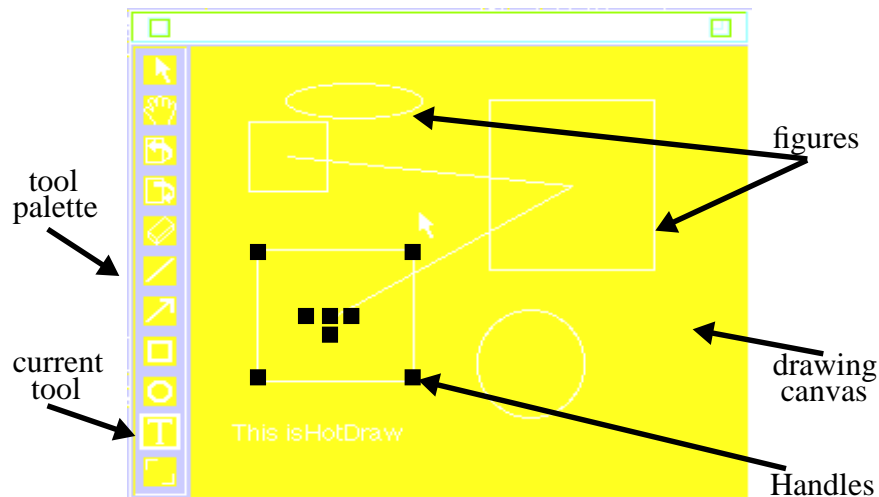 figures
tool
palette
current
tool
drawing
canvas
T
This isHotDraw
Handles